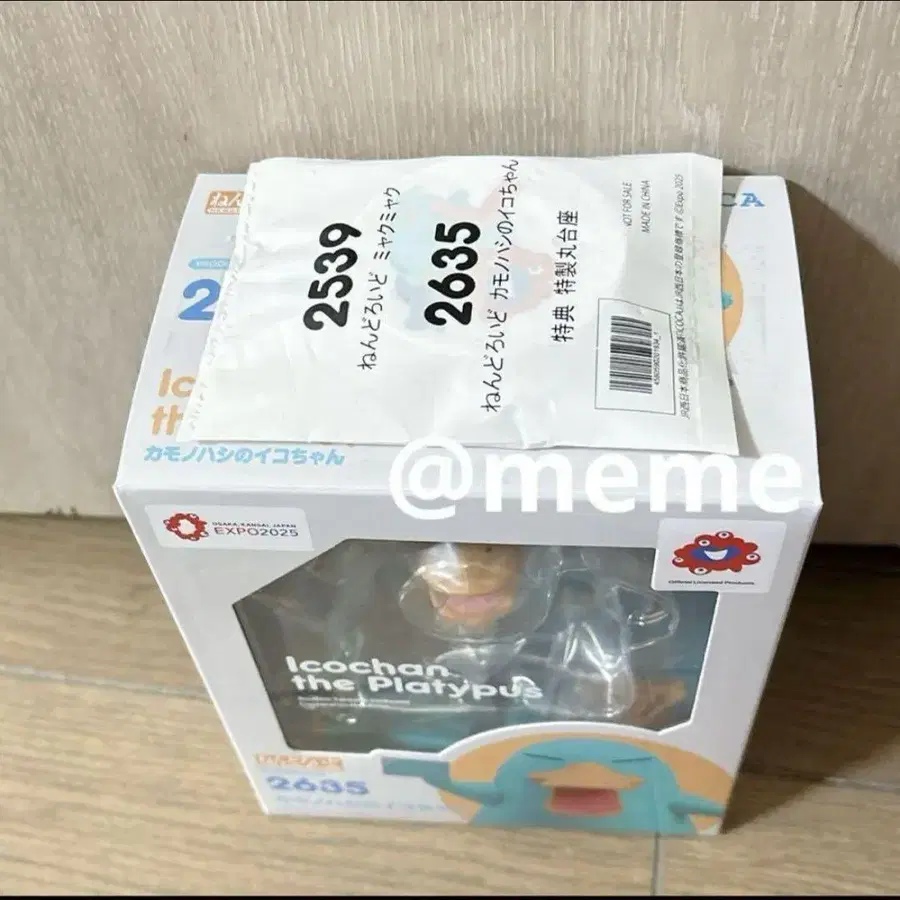 2539
ねんどろいど ミャクミャク
2635
ねんどろいど カモノハシのイコちゃん
特典 特製丸台座
NOT FOR SALE
MADE IN CHINA
カモノハシのイコちゃん
@meme
OSAKA, KANSAI, JAPAN
EXPO2025
Official Licensed Products
Icochan
the Platypus
2635